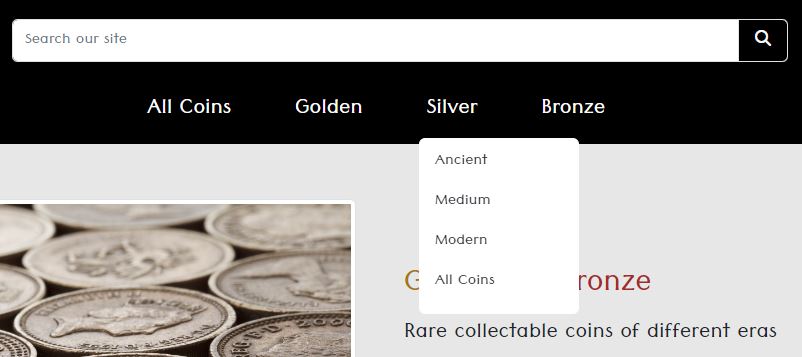 Search our site
All Coins Golden Silver Bronze
Ancient
Medium
Modern
All Coins
G ronze
Rare collectable coins of different eras